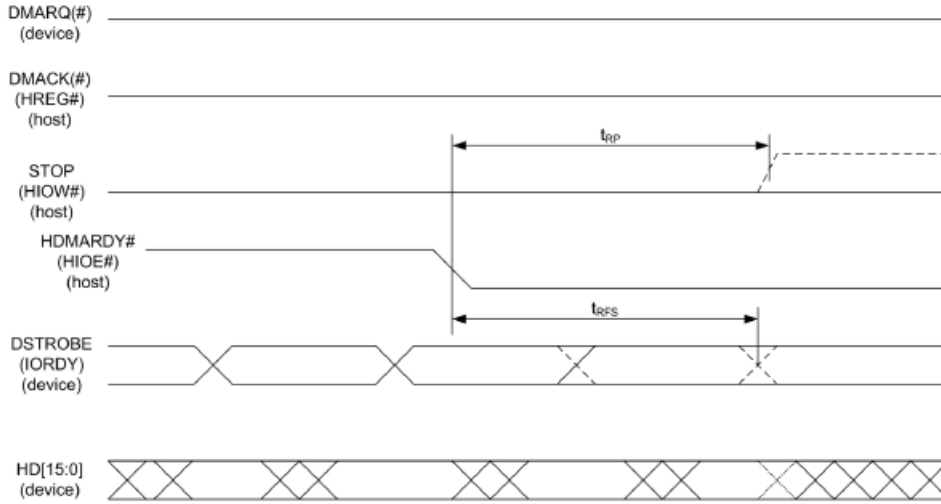 DMARQ(#)
(device)
DMACK(#)
(HREG#)
(host)
tRP
STOP
(HIOW#)
(host)
HDMARDY#
(HIOE#)
(host)
tRFS
DSTROBE
(IORDY)
(device)
HD[15:0]
(device)